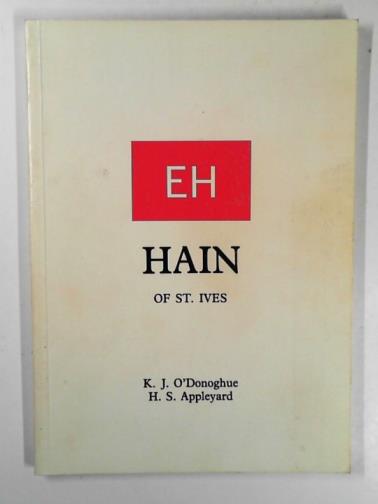 EH
HAIN
OF ST. IVES
K. J. O'Donoghue
H. S. Appleyard